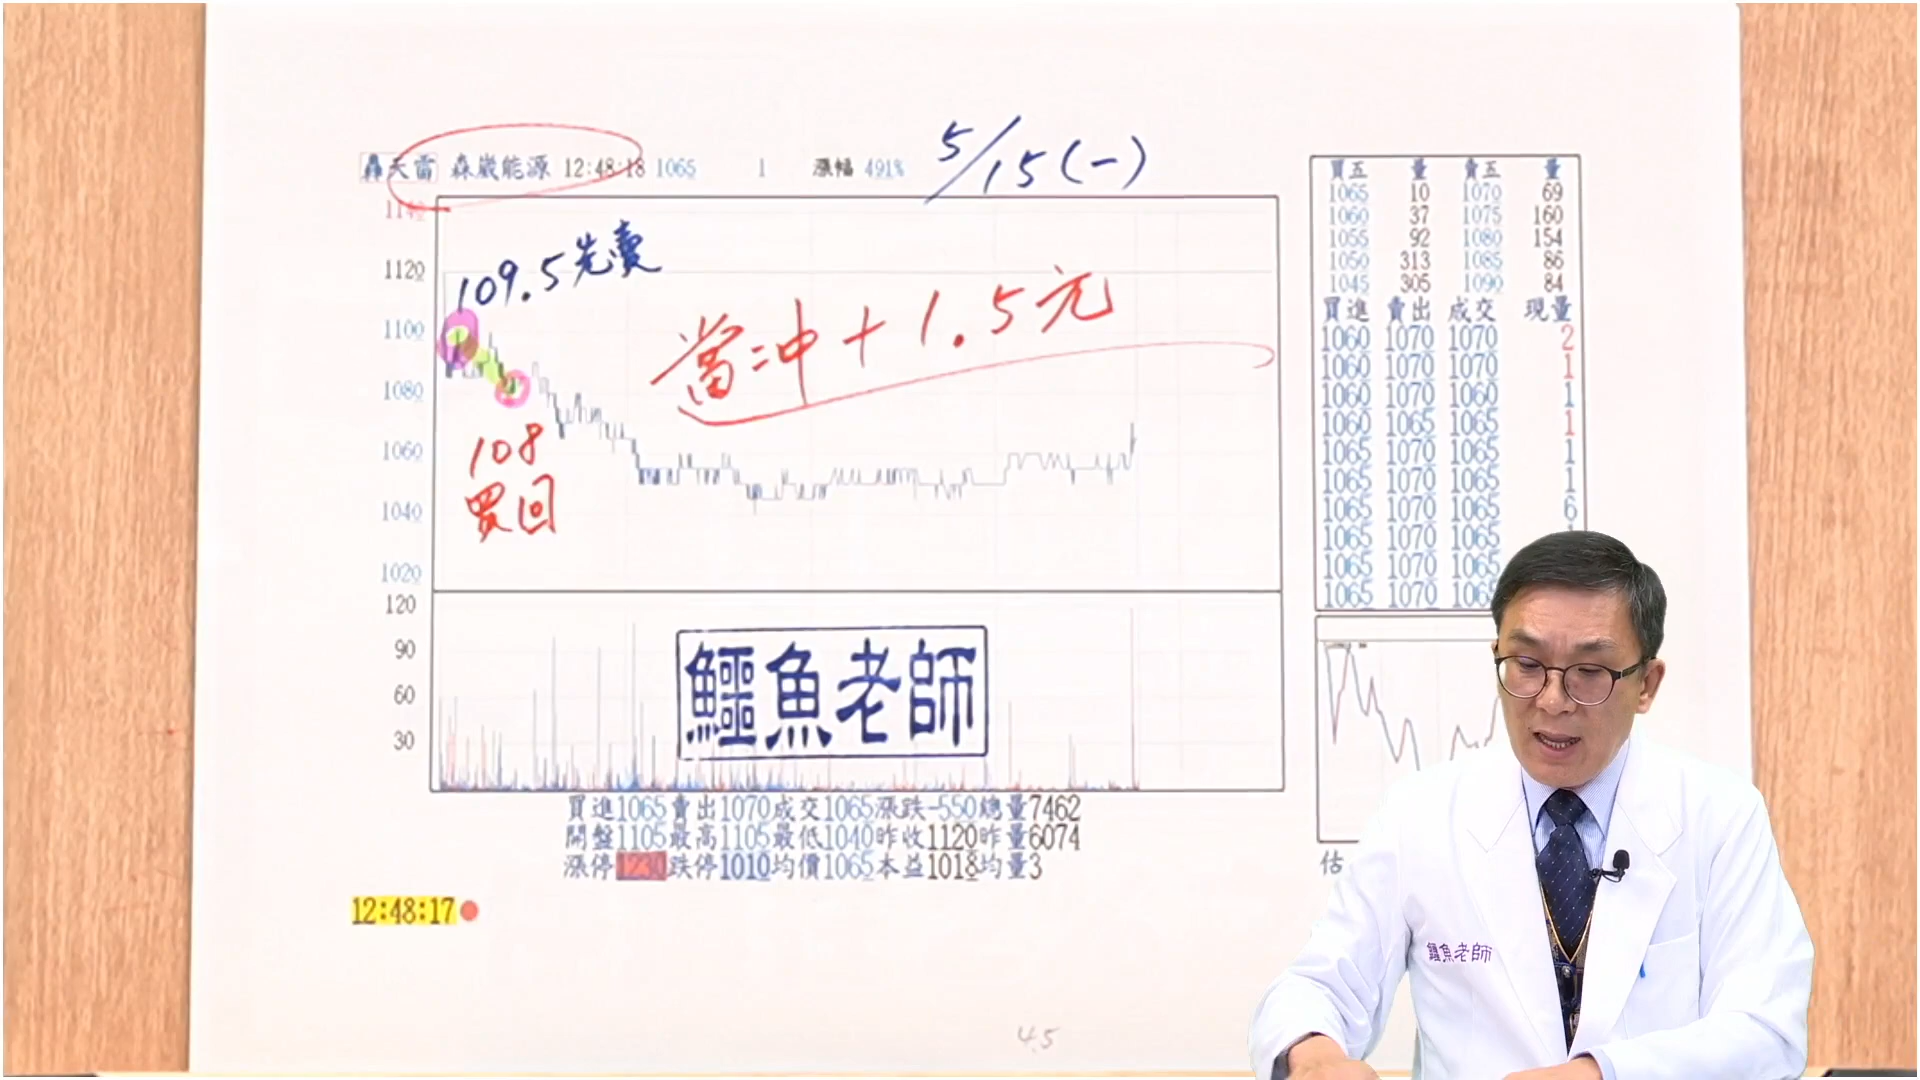 轟天雷 森崴能源 12:48:18 1065 1 漲幅 491%
5/15(一)
1120
1100
1080
1060
1040
1020
109.5先賣
當沖+1.5元
108
買回
120
90
60
30
鱷魚老師
買進1065賣出1070成交1065漲跌-550總量7462
開盤1105最高1105最低1040昨收1120昨量6074
漲停1230跌停1010均價1065本益1018均量3
12:48:17
買五 量 賣五 量
1065 10 1070 69
1060 37 1075 160
1055 92 1080 154
1050 313 1085 86
1045 305 1090 84
買進 賣出 成交 現量
1060 1070 1070 2
1060 1070 1070 1
1060 1070 1060 1
1060 1065 1065 1
1065 1070 1065 1
1065 1070 1065 1
1065 1070 1065 6
1065 1070 1065
1065 1070 1065
1065 1070
估
鱷魚老師
45